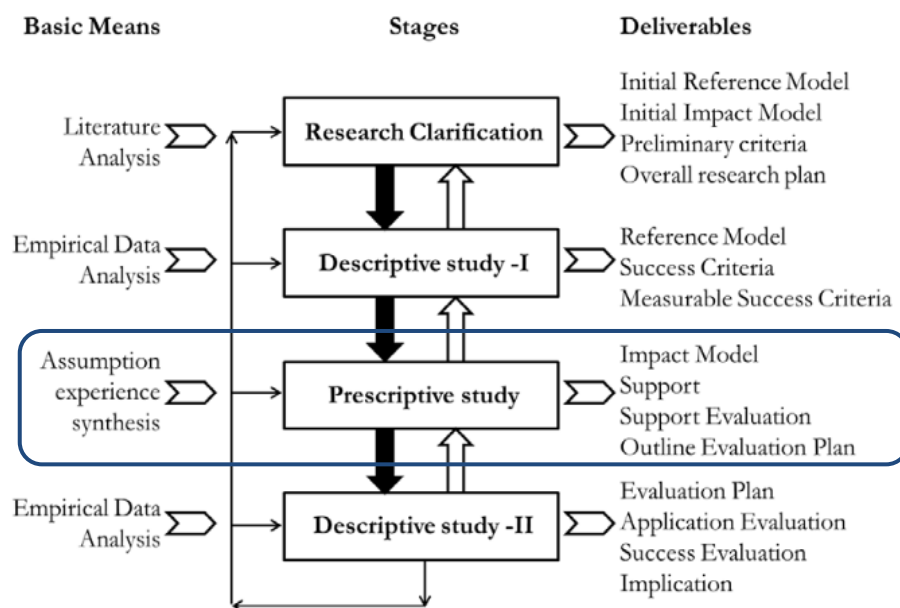 Basic Means
Stages
Deliverables
Literature
Analysis
Research Clarification
Initial Reference Model
Initial Impact Model
Preliminary criteria
Overall research plan
Empirical Data
Analysis
Descriptive study -I
Reference Model
Success Criteria
Measurable Success Criteria
Assumption
experience
synthesis
Prescriptive study
Impact Model
Support
Support Evaluation
Outline Evaluation Plan
Empirical Data
Analysis
Descriptive study -II
Evaluation Plan
Application Evaluation
Success Evaluation
Implication